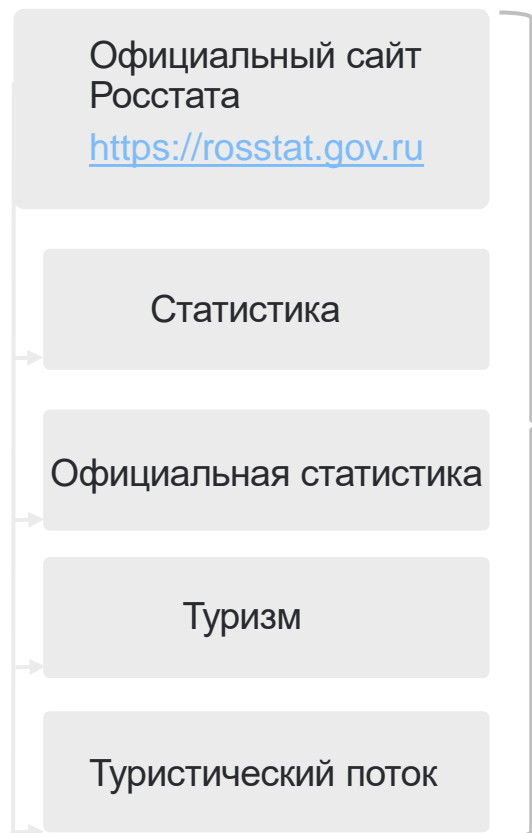 Официальный сайт
Росстата
https://rosstat.gov.ru
Статистика
Официальная статистика
Туризм
Туристический поток